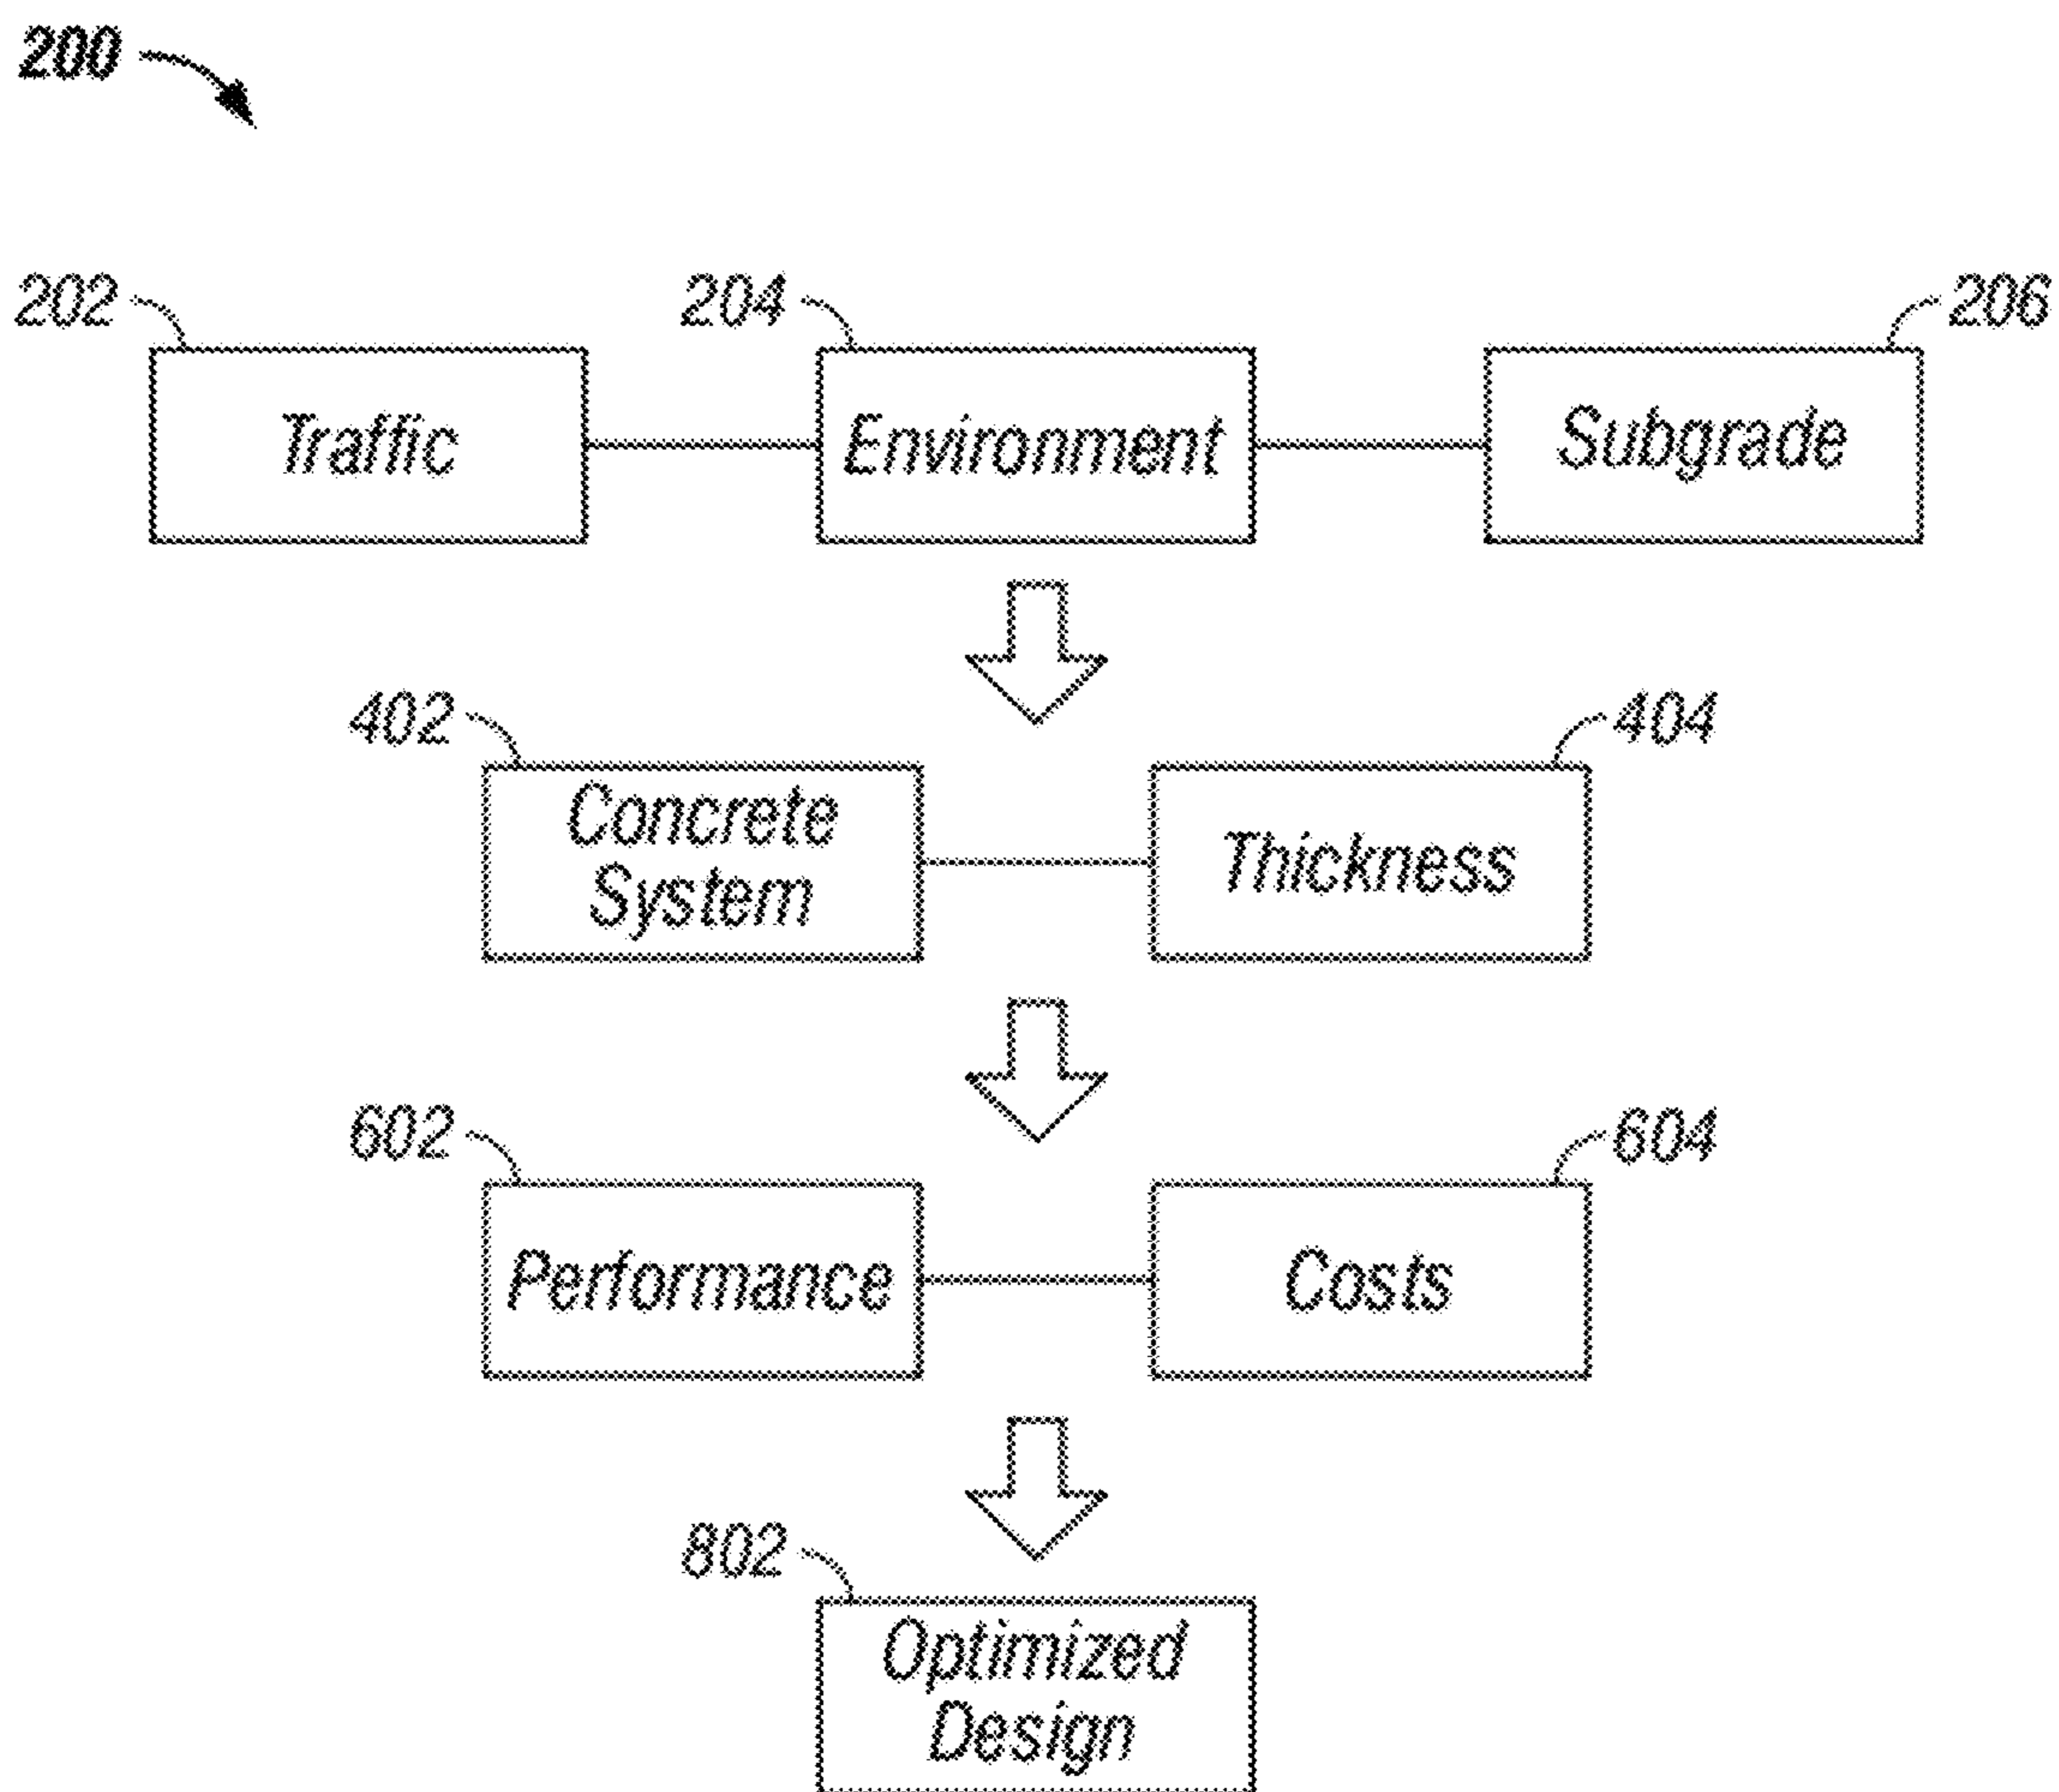 200
202
204
206
Traffic
Environment
Subgrade
402
404
Concrete
System
Thickness
602
604
Performance
Costs
802
Optimized
Design